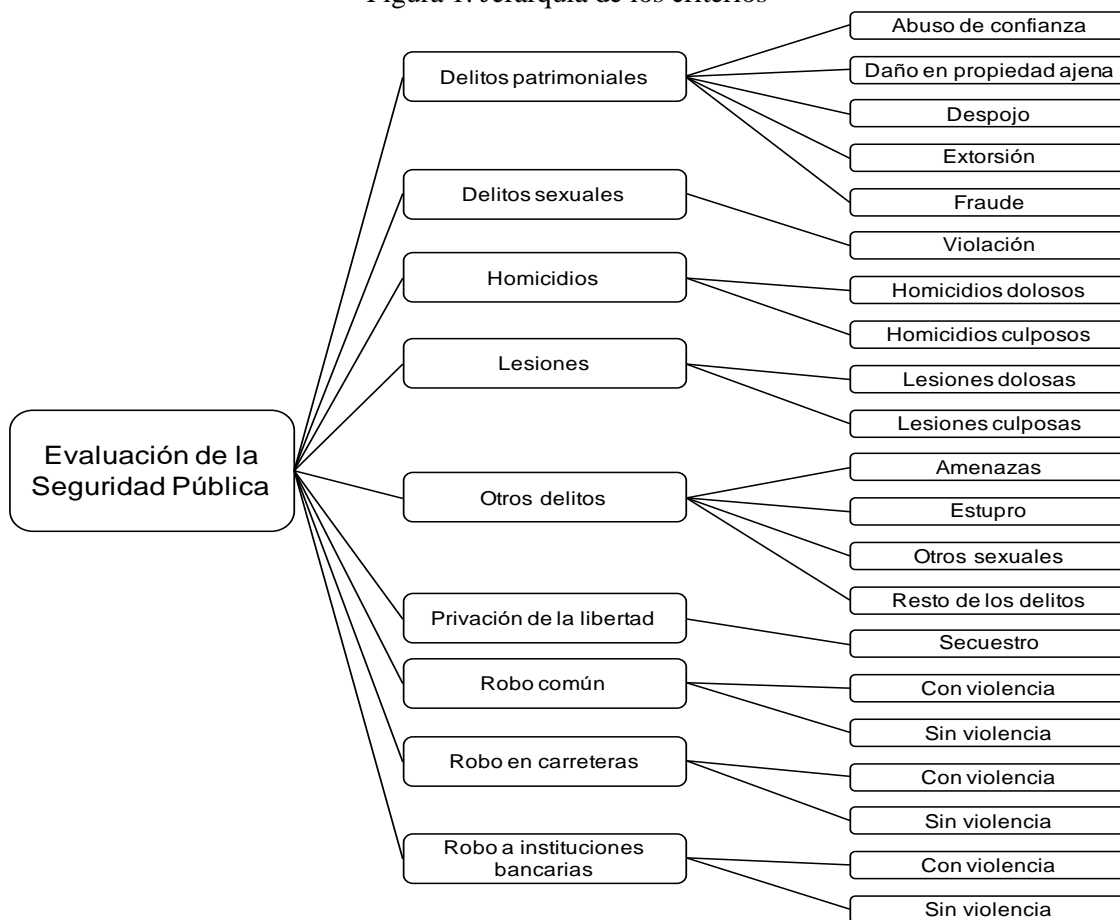 Figura 1. Jerarquía de los criterios
Evaluación de la
Seguridad Pública
Delitos patrimoniales
Abuso de confianza
Daño en propiedad ajena
Despojo
Extorsión
Fraude
Delitos sexuales
Violación
Homicidios
Homicidios dolosos
Homicidios culposos
Lesiones
Lesiones dolosas
Lesiones culposas
Otros delitos
Amenazas
Estupro
Otros sexuales
Resto de los delitos
Privación de la libertad
Secuestro
Robo común
Con violencia
Sin violencia
Robo en carreteras
Con violencia
Sin violencia
Robo a instituciones
bancarias
Con violencia
Sin violencia